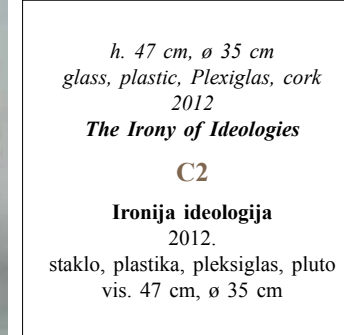 h. 47 cm, ø 35 cm
glass, plastic, Plexiglas, cork
2012
The Irony of Ideologies
C2
Ironija ideologija
2012.
staklo, plastika, pleksiglas, pluto
vis. 47 cm, ø 35 cm